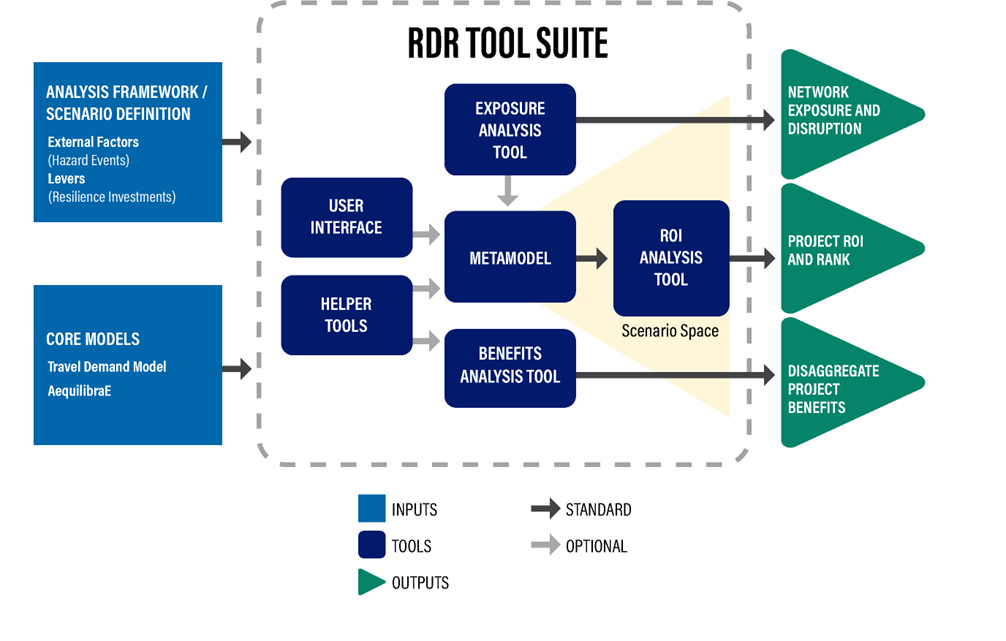 RDR TOOL SUITE
ANALYSIS FRAMEWORK /
SCENARIO DEFINITION
External Factors
(Hazard Events)
Levers
(Resilience Investments)
CORE MODELS
Travel Demand Model
AequilibraE
EXPOSURE
ANALYSIS
TOOL
USER
INTERFACE
HELPER
TOOLS
METAMODEL
BENEFITS
ANALYSIS TOOL
ROI
ANALYSIS
TOOL
Scenario Space
NETWORK
EXPOSURE AND
DISRUPTION
PROJECT ROI
AND RANK
DISAGGREGATE
PROJECT
BENEFITS
INPUTS
TOOLS
OUTPUTS
STANDARD
OPTIONAL